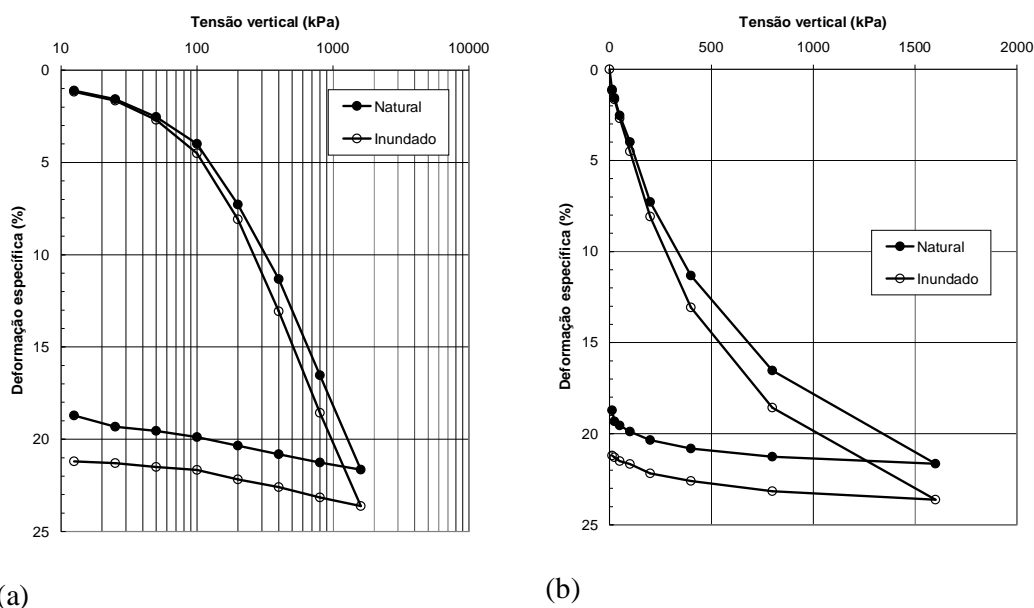 Tensão vertical (kPa)
10 100 1000 10000
0
5
10
15
20
25
Deformação específica (%)
Natural
Inundado
(a)
Tensão vertical (kPa)
0 500 1000 1500 2000
0
5
10
15
20
25
Deformação específica (%)
Natural
Inundado
(b)